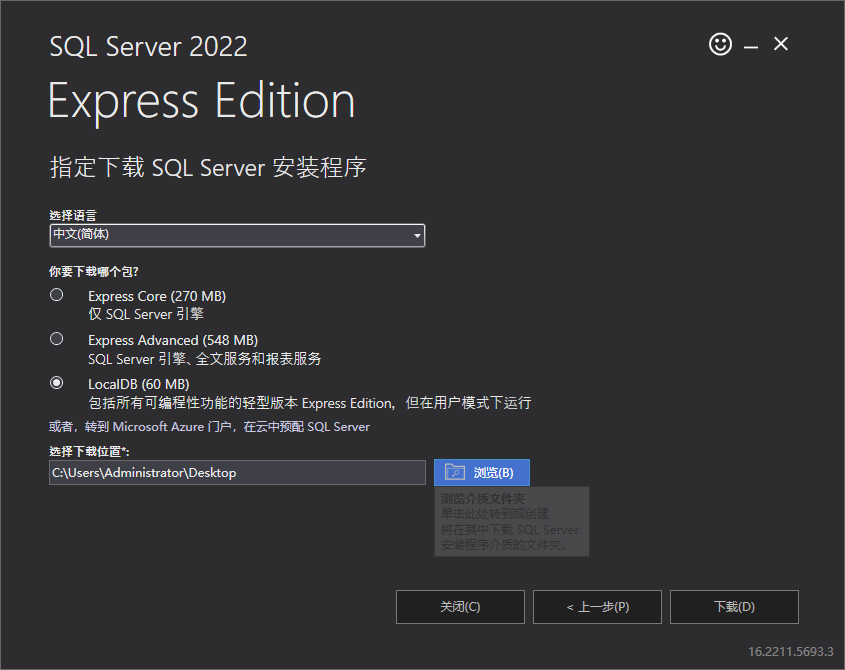 SQL Server 2022
Express Edition
指定下载 SQL Server 安装程序
选择语言
中文(简体)
你要下载哪个包?
Express Core (270 MB)
仅 SQL Server 引擎
Express Advanced (548 MB)
SQL Server 引擎、全文服务和报表服务
LocalDB (60 MB)
包括所有可编程性功能的轻型版本 Express Edition，但在用户模式下运行
或者，转到 Microsoft Azure 门户，在云中预配 SQL Server
选择下载位置*:
C:\Users\Administrator\Desktop
浏览(B)
浏览介质文件夹
单击此处转到或创建
将在其中下载 SQL Server
安装程序介质的文件夹。
关闭(C)
< 上一步(P)
下载(D)
16.2211.5693.3